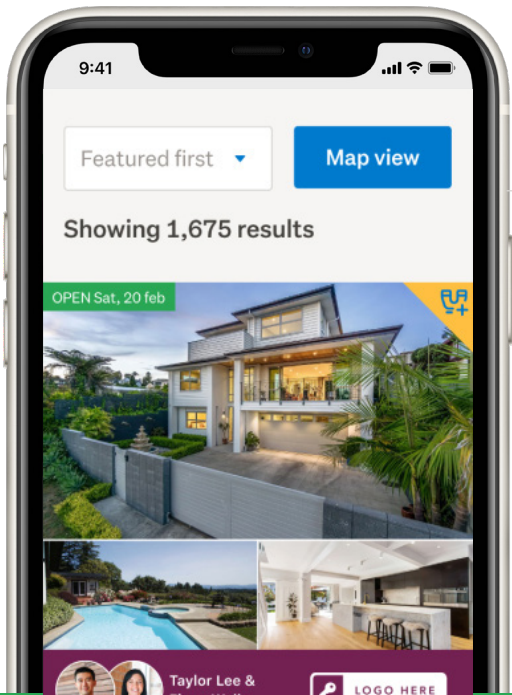 9:41
Featured first
Map view
Showing 1,675 results
OPEN Sat, 20 feb
Taylor Lee &
LOGO HERE